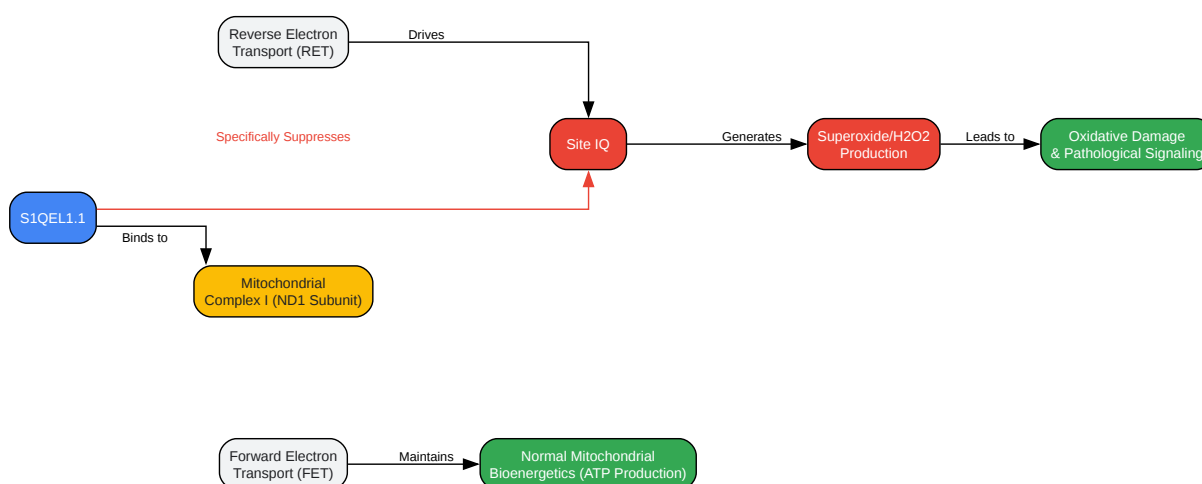 Reverse Electron
Transport (RET)
Drives
Specifically Suppresses
Site IQ
Generates
Superoxide/H2O2
Production
Leads to
Oxidative Damage
& Pathological Signaling
S1QEL1.1
Binds to
Mitochondrial
Complex I (ND1 Subunit)
Forward Electron
Transport (FET)
Maintains
Normal Mitochondrial
Bioenergetics (ATP Production)